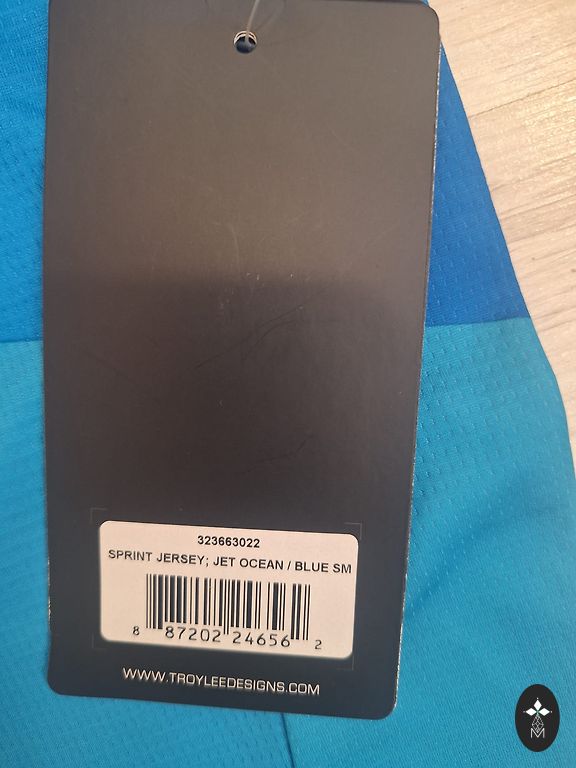 323663022
SPRINT JERSEY; JET OCEAN / BLUE SM
8 87202 24656 2
WWW.TROYLEEDESIGNS.COM
M